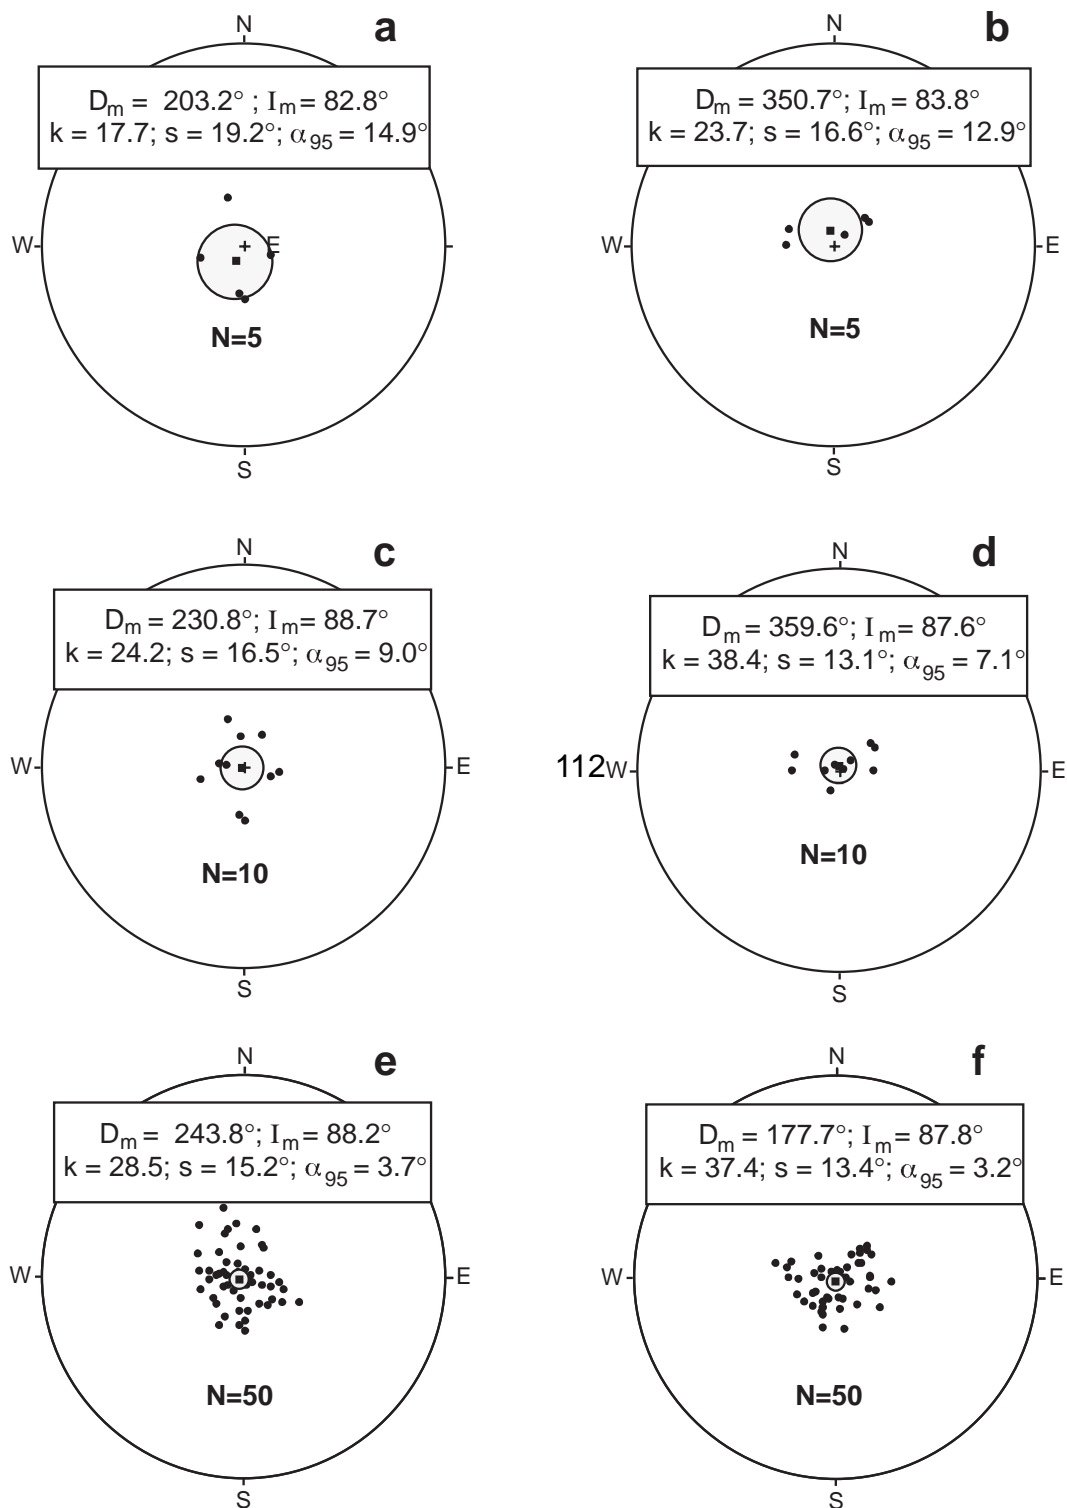 N
a
D_m = 203.2° ; I_m = 82.8°
k = 17.7; s = 19.2°; α_95 = 14.9°
W
E
N=5
S
N
b
D_m = 350.7°; I_m = 83.8°
k = 23.7; s = 16.6°; α_95 = 12.9°
W
E
N=5
S
N
c
D_m = 230.8°; I_m = 88.7°
k = 24.2; s = 16.5°; α_95 = 9.0°
W
E
N=10
S
N
d
D_m = 359.6°; I_m = 87.6°
k = 38.4; s = 13.1°; α_95 = 7.1°
112
W
E
N=10
S
N
e
D_m = 243.8°; I_m = 88.2°
k = 28.5; s = 15.2°; α_95 = 3.7°
W
E
N=50
S
N
f
D_m = 177.7°; I_m = 87.8°
k = 37.4; s = 13.4°; α_95 = 3.2°
W
E
N=50
S